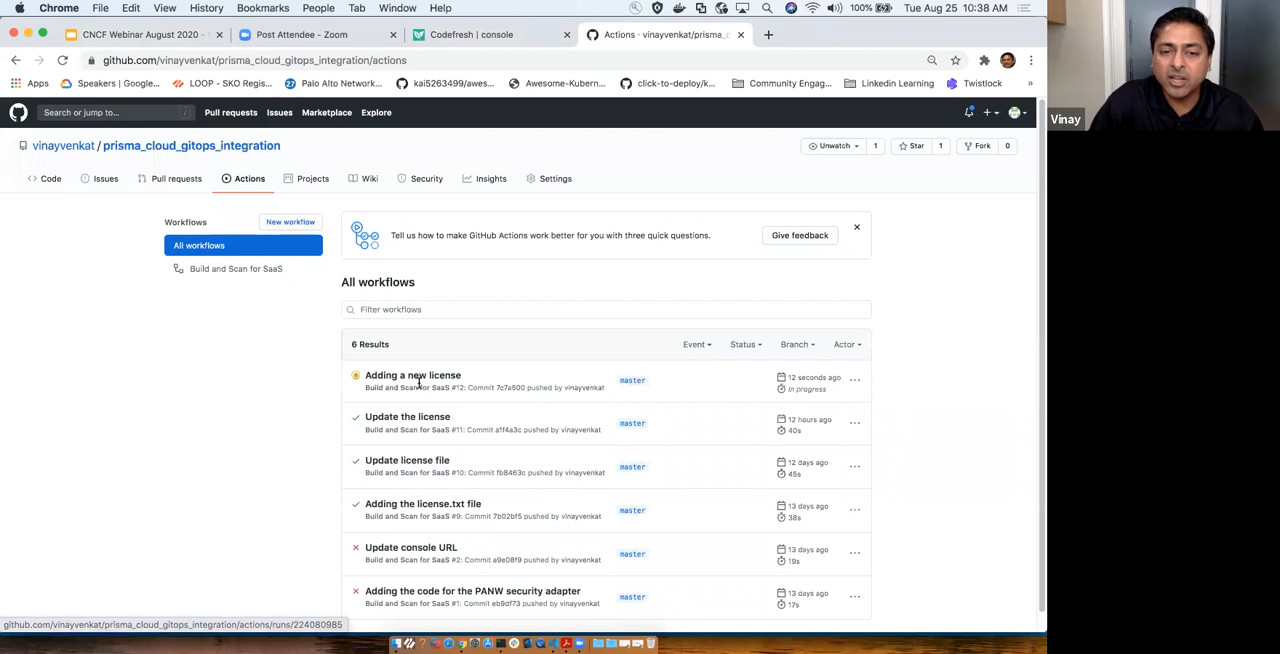 Chrome File Edit View History Bookmarks People Tab Window Help 100% Tue Aug 25 10:38 AM
CNCF Webinar August 2020 - × Post Attendee - Zoom × Codefresh | console × Actions · vinayvenkat/prisma_c × +
github.com/vinayvenkat/prisma_cloud_gitops_integration/actions
Apps Speakers | Google... LOOP - SKO Regis... Palo Alto Network... kai5263499/awes... Awesome-Kubern... click-to-deploy/k... Community Engag... Linkedin Learning Twistlock »
Search or jump to... / Pull requests Issues Marketplace Explore
Vinay
vinayvenkat / prisma_cloud_gitops_integration Unwatch 1 Star 1 Fork 0
Code Issues Pull requests Actions Projects Wiki Security Insights Settings
Workflows New workflow
All workflows
Build and Scan for SaaS
Tell us how to make GitHub Actions work better for you with three quick questions. Give feedback ×
All workflows
Filter workflows
6 Results Event Status Branch Actor
Adding a new license master 12 seconds ago ...
Build and Scan for SaaS #12: Commit 7c7a500 pushed by vinayvenkat In progress
Update the license master 12 hours ago ...
Build and Scan for SaaS #11: Commit a1f4a3c pushed by vinayvenkat 40s
Update license file master 12 days ago ...
Build and Scan for SaaS #10: Commit fb8463c pushed by vinayvenkat 45s
Adding the license.txt file master 13 days ago ...
Build and Scan for SaaS #9: Commit 7b02bf5 pushed by vinayvenkat 38s
Update console URL master 13 days ago ...
Build and Scan for SaaS #2: Commit a9e08f9 pushed by vinayvenkat 19s
Adding the code for the PANW security adapter master 13 days ago ...
Build and Scan for SaaS #1: Commit eb9df73 pushed by vinayvenkat 17s
github.com/vinayvenkat/prisma_cloud_gitops_integration/actions/runs/224080985